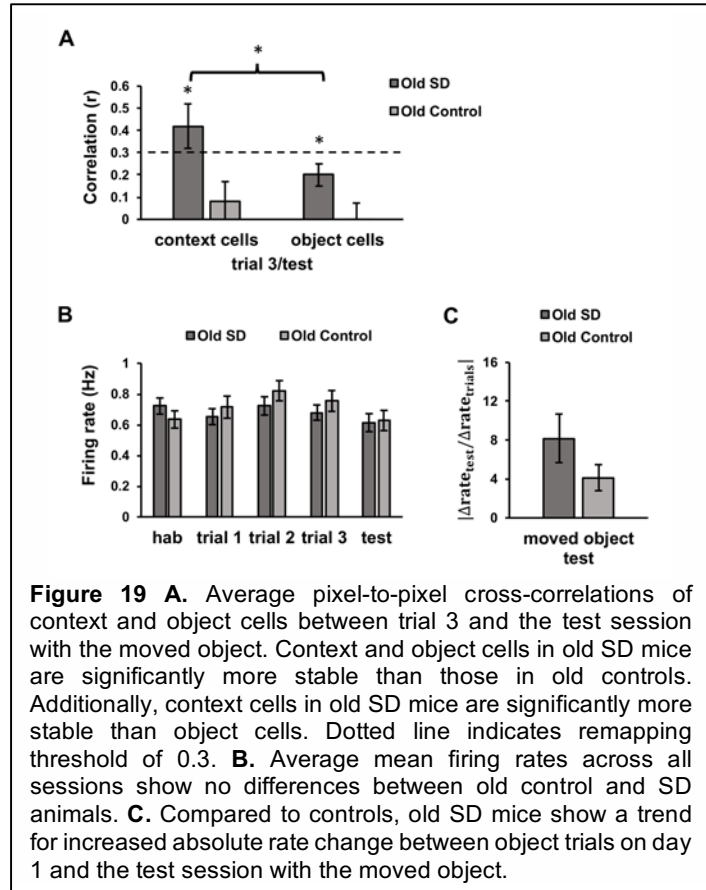 A
*
Old SD
Old Control
Correlation (r)
0.6
0.5
0.4
0.3
0.2
0.1
0
*
*
context cells object cells
trial 3/test
B
Old SD Old Control
Firing rate (Hz)
1
0.8
0.6
0.4
0.2
0
hab trial 1 trial 2 trial 3 test
C
Old SD
Old Control
|Δrate_test/Δrate_trials|
16
12
8
4
0
moved object
test
Figure 19 A. Average pixel-to-pixel cross-correlations of
context and object cells between trial 3 and the test session
with the moved object. Context and object cells in old SD mice
are significantly more stable than those in old controls.
Additionally, context cells in old SD mice are significantly more
stable than object cells. Dotted line indicates remapping
threshold of 0.3. B. Average mean firing rates across all
sessions show no differences between old control and SD
animals. C. Compared to controls, old SD mice show a trend
for increased absolute rate change between object trials on day
1 and the test session with the moved object.